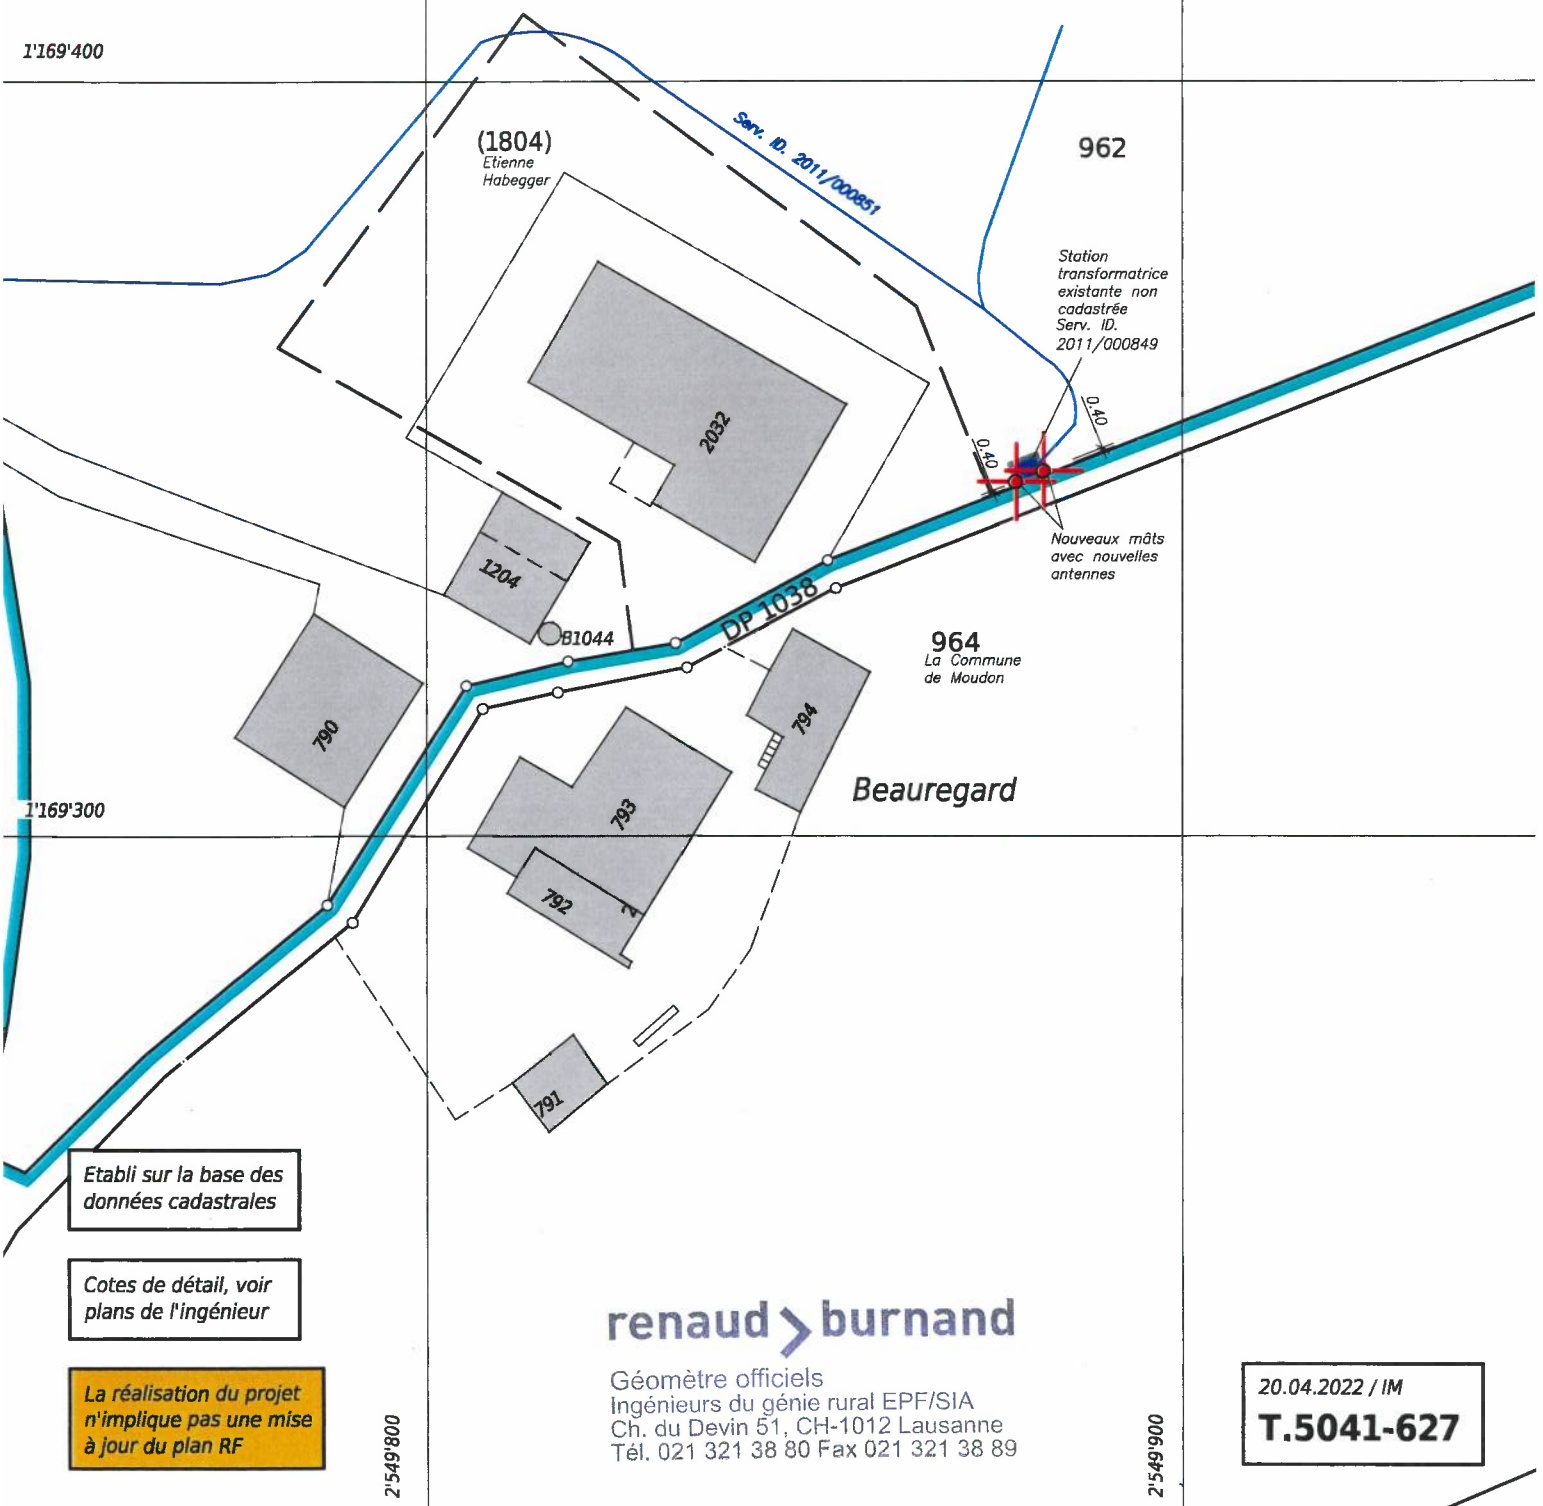 1'169'400
(1804)
Etienne
Habegger
Serv. ID. 2011/000851
962
Station
transformatrice
existante non
cadastrée
Serv. ID.
2011/000849
0.40
0.40
2032
Nouveaux mâts
avec nouvelles
antennes
1204
B1044
DP 1038
964
La Commune
de Moudon
790
794
793
Beauregard
1'169'300
792
2
791
Etabli sur la base des
données cadastrales
Cotes de détail, voir
plans de l'ingénieur
La réalisation du projet
n'implique pas une mise
à jour du plan RF
2'549'800
renaud > burnand
Géomètre officiels
Ingénieurs du génie rural EPF/SIA
Ch. du Devin 51, CH-1012 Lausanne
Tél. 021 321 38 80 Fax 021 321 38 89
2'549'900
20.04.2022 / IM
T.5041-627